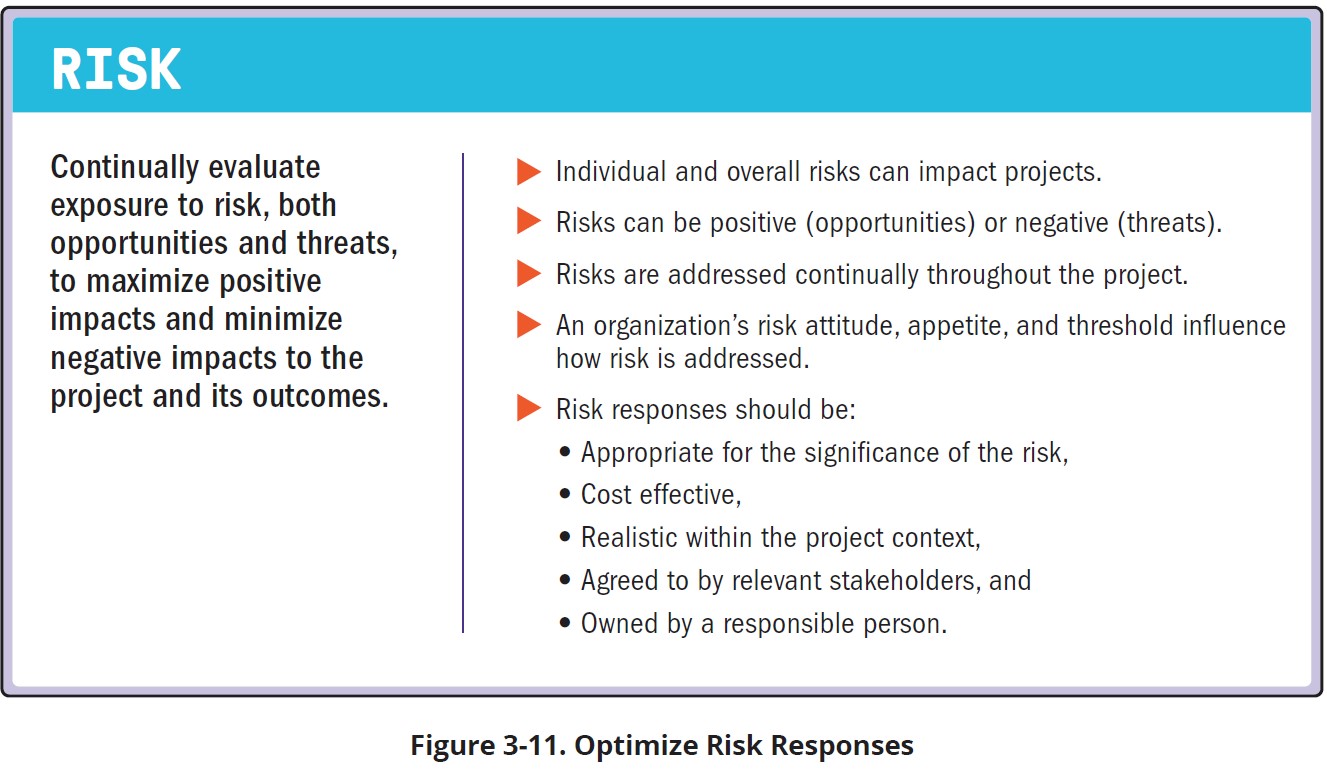 RISK
Continually evaluate
exposure to risk, both
opportunities and threats,
to maximize positive
impacts and minimize
negative impacts to the
project and its outcomes.
▶ Individual and overall risks can impact projects.
▶ Risks can be positive (opportunities) or negative (threats).
▶ Risks are addressed continually throughout the project.
▶ An organization’s risk attitude, appetite, and threshold influence
how risk is addressed.
▶ Risk responses should be:
• Appropriate for the significance of the risk,
• Cost effective,
• Realistic within the project context,
• Agreed to by relevant stakeholders, and
• Owned by a responsible person.
Figure 3-11. Optimize Risk Responses